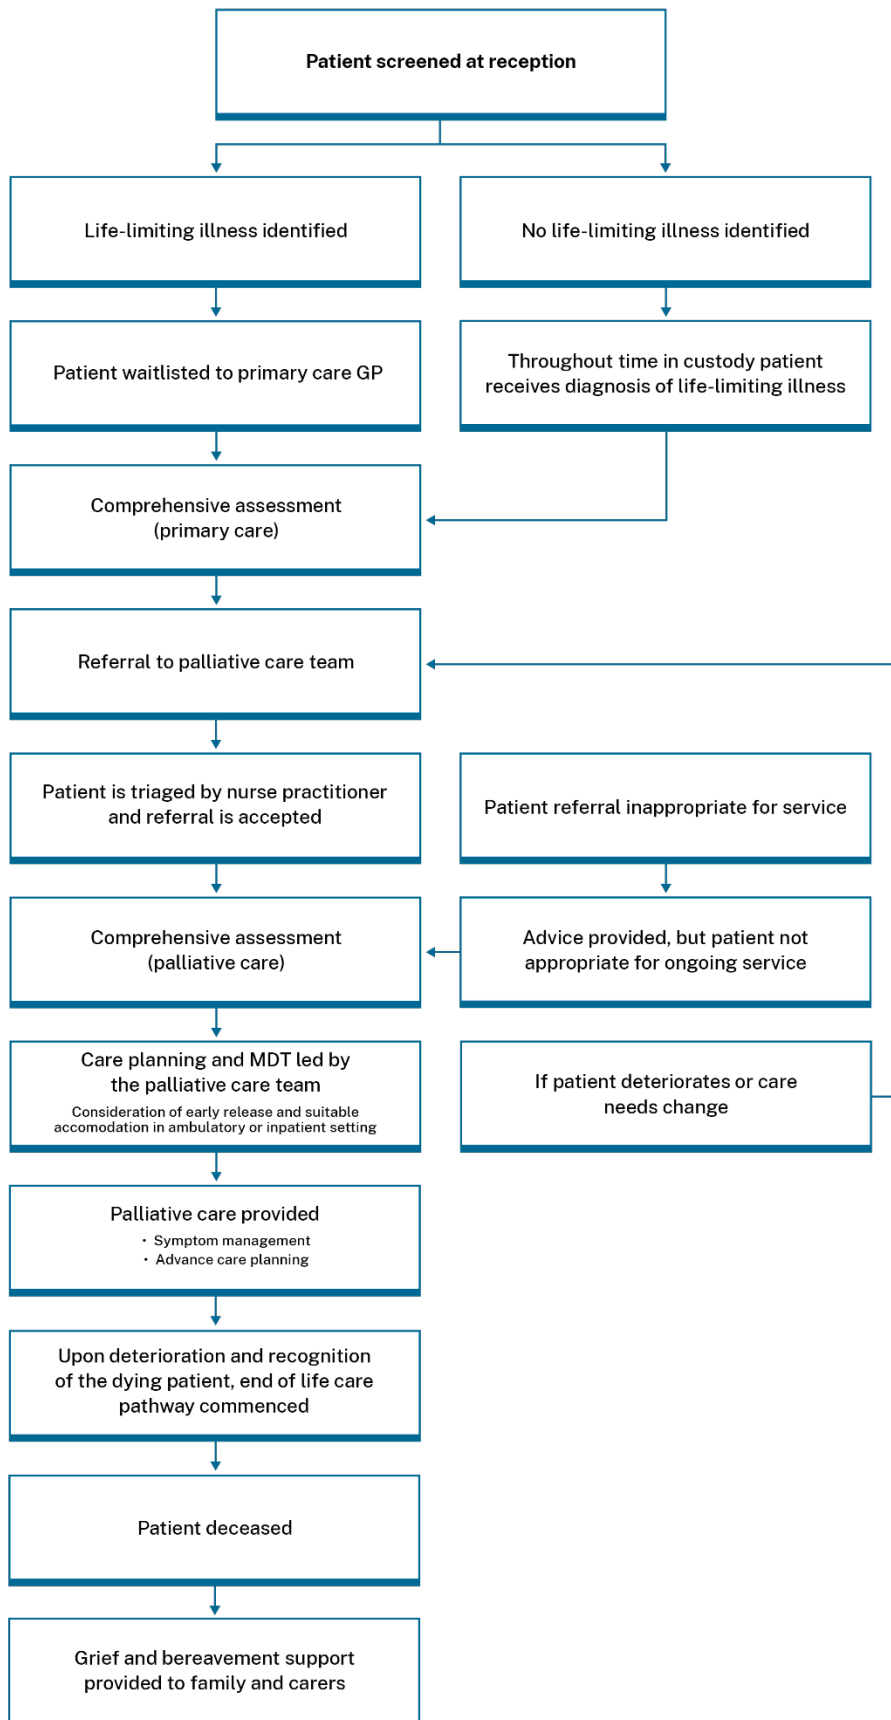 Patient screened at reception
Life-limiting illness identified
No life-limiting illness identified
Patient waitlisted to primary care GP
Throughout time in custody patient
receives diagnosis of life-limiting illness
Comprehensive assessment
(primary care)
Referral to palliative care team
Patient is triaged by nurse practitioner
and referral is accepted
Patient referral inappropriate for service
Comprehensive assessment
(palliative care)
Advice provided, but patient not
appropriate for ongoing service
Care planning and MDT led by
the palliative care team
Consideration of early release and suitable
accomodation in ambulatory or inpatient setting
If patient deteriorates or care
needs change
Palliative care provided
• Symptom management
• Advance care planning
Upon deterioration and recognition
of the dying patient, end of life care
pathway commenced
Patient deceased
Grief and bereavement support
provided to family and carers